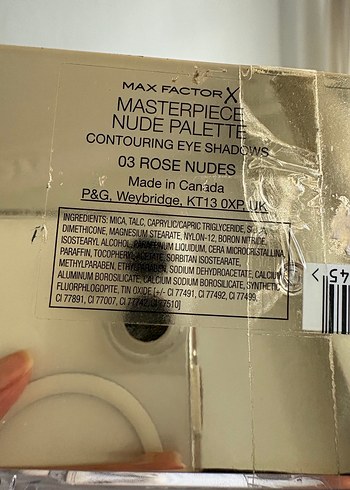 MAX FACTOR X
MASTERPIECE
NUDE PALETTE
CONTOURING EYE SHADOWS
03 ROSE NUDES
Made in Canada
P&G, Weybridge, KT13 0XP, UK
INGREDIENTS: MICA, TALC, CAPRYLIC/CAPRIC TRIGLYCERIDE,
DIMETHICONE, MAGNESIUM STEARATE, NYLON-12, BORON NITRIDE,
ISOSTEARYL ALCOHOL, PARAFFINUM LIQUIDUM, CERA MICROCRISTALLINA,
PARAFFIN, TOCOPHERYL ACETATE, SORBITAN ISOSTEARATE,
METHYLPARABEN, ETHYLPARABEN, SODIUM DEHYDROACETATE, CALCIUM
ALUMINUM BOROSILICATE, CALCIUM SODIUM BOROSILICATE, SYNTHETIC
FLUORPHLOGOPITE, TIN OXIDE [+/- CI 77491, CI 77492, CI 77499,
CI 77891, CI 77007, CI 77742, CI 77510]
45 >